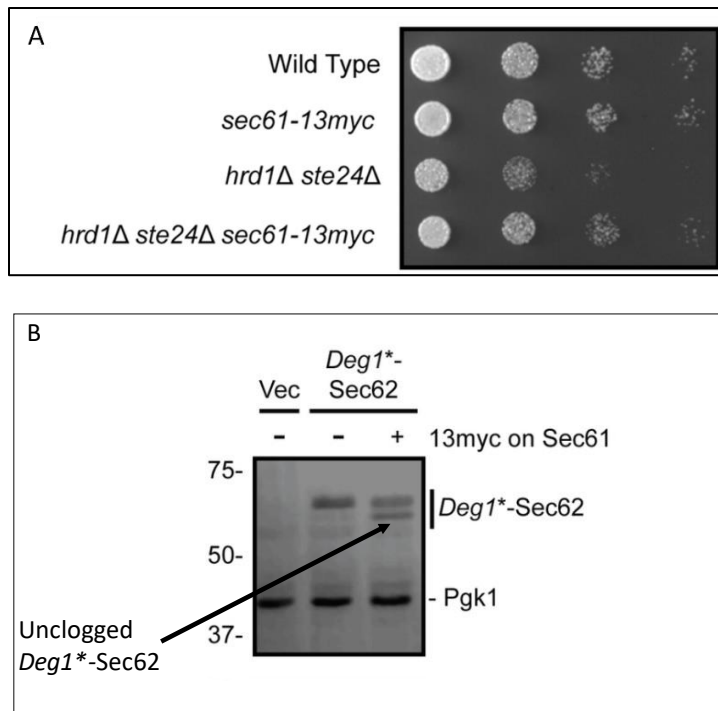 A
Wild Type
sec61-13myc
hrd1Δ ste24Δ
hrd1Δ ste24Δ sec61-13myc
B
Deg1*-
Vec Sec62
- - + 13myc on Sec61
75-
Deg1*-Sec62
50-
- Pgk1
37-
Unclogged
Deg1*-Sec62